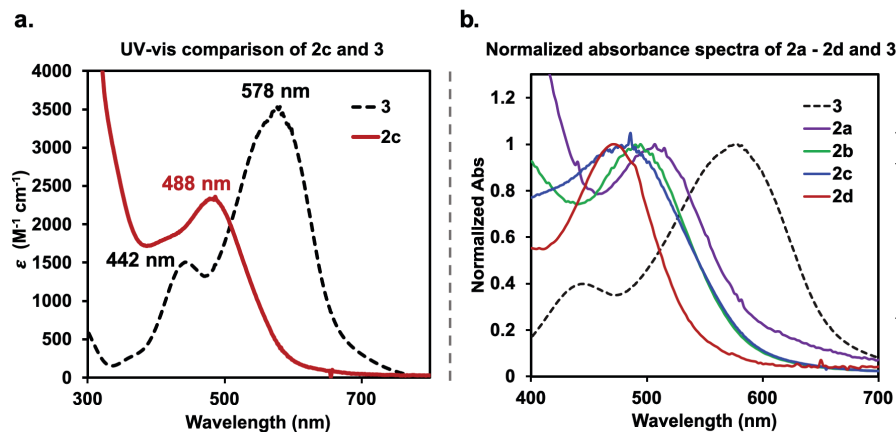 a.
UV-vis comparison of 2c and 3
4000
3500
3000
2500
2000
1500
1000
500
0
ε (M⁻¹ cm⁻¹)
578 nm
488 nm
442 nm
3
2c
300
500
700
Wavelength (nm)
b.
Normalized absorbance spectra of 2a - 2d and 3
1.2
1
0.8
0.6
0.4
0.2
0
Normalized Abs
3
2a
2b
2c
2d
400
500
600
700
Wavelength (nm)